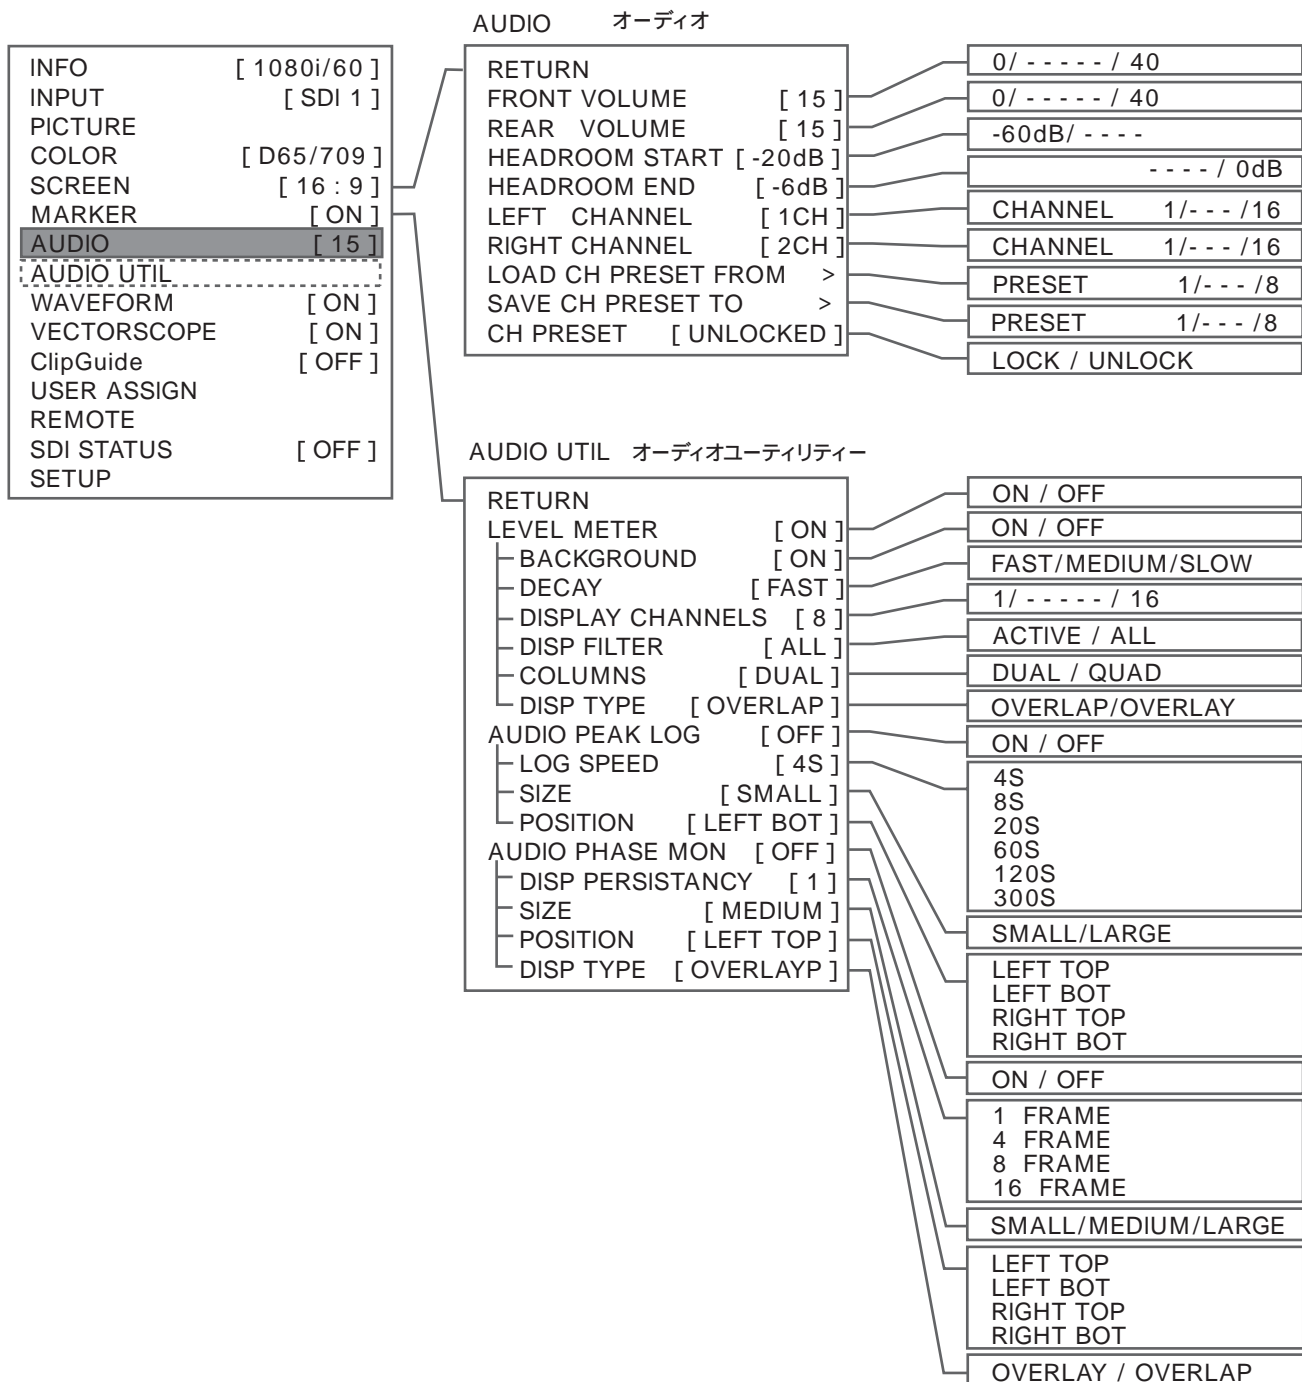 INFO [ 1080i/60 ]
INPUT [ SDI 1 ]
PICTURE
COLOR [ D65/709 ]
SCREEN [ 16 : 9 ]
MARKER [ ON ]
AUDIO [ 15 ]
AUDIO UTIL
WAVEFORM [ ON ]
VECTORSCOPE [ ON ]
ClipGuide [ OFF ]
USER ASSIGN
REMOTE
SDI STATUS [ OFF ]
SETUP
AUDIO オーディオ
RETURN
FRONT VOLUME [ 15 ]
REAR VOLUME [ 15 ]
HEADROOM START [ -20dB ]
HEADROOM END [ -6dB ]
LEFT CHANNEL [ 1CH ]
RIGHT CHANNEL [ 2CH ]
LOAD CH PRESET FROM >
SAVE CH PRESET TO >
CH PRESET [ UNLOCKED ]
0/ - - - - - / 40
0/ - - - - - / 40
-60dB/ - - - -
- - - - / 0dB
CHANNEL 1/- - - /16
CHANNEL 1/- - - /16
PRESET 1/- - - /8
PRESET 1/- - - /8
LOCK / UNLOCK
AUDIO UTIL オーディオユーティリティー
RETURN
LEVEL METER [ ON ]
BACKGROUND [ ON ]
DECAY [ FAST ]
DISPLAY CHANNELS [ 8 ]
DISP FILTER [ ALL ]
COLUMNS [ DUAL ]
DISP TYPE [ OVERLAP ]
AUDIO PEAK LOG [ OFF ]
LOG SPEED [ 4S ]
SIZE [ SMALL ]
POSITION [ LEFT BOT ]
AUDIO PHASE MON [ OFF ]
DISP PERSISTANCY [ 1 ]
SIZE [ MEDIUM ]
POSITION [ LEFT TOP ]
DISP TYPE [ OVERLAYP ]
ON / OFF
ON / OFF
FAST/MEDIUM/SLOW
1/ - - - - - / 16
ACTIVE / ALL
DUAL / QUAD
OVERLAP/OVERLAY
ON / OFF
4S
8S
20S
60S
120S
300S
SMALL/LARGE
LEFT TOP
LEFT BOT
RIGHT TOP
RIGHT BOT
ON / OFF
1 FRAME
4 FRAME
8 FRAME
16 FRAME
SMALL/MEDIUM/LARGE
LEFT TOP
LEFT BOT
RIGHT TOP
RIGHT BOT
OVERLAY / OVERLAP